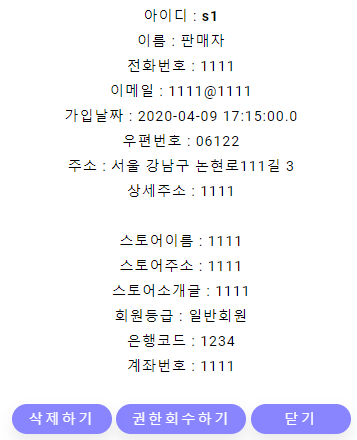 아이디 : s1
이름 : 판매자
전화번호 : 1111
이메일 : 1111@1111
가입날짜 : 2020-04-09 17:15:00.0
우편번호 : 06122
주소 : 서울 강남구 논현로111길 3
상세주소 : 1111
스토어이름 : 1111
스토어주소 : 1111
스토어소개글 : 1111
회원등급 : 일반회원
은행코드 : 1234
계좌번호 : 1111
삭제하기 권한회수하기 닫기